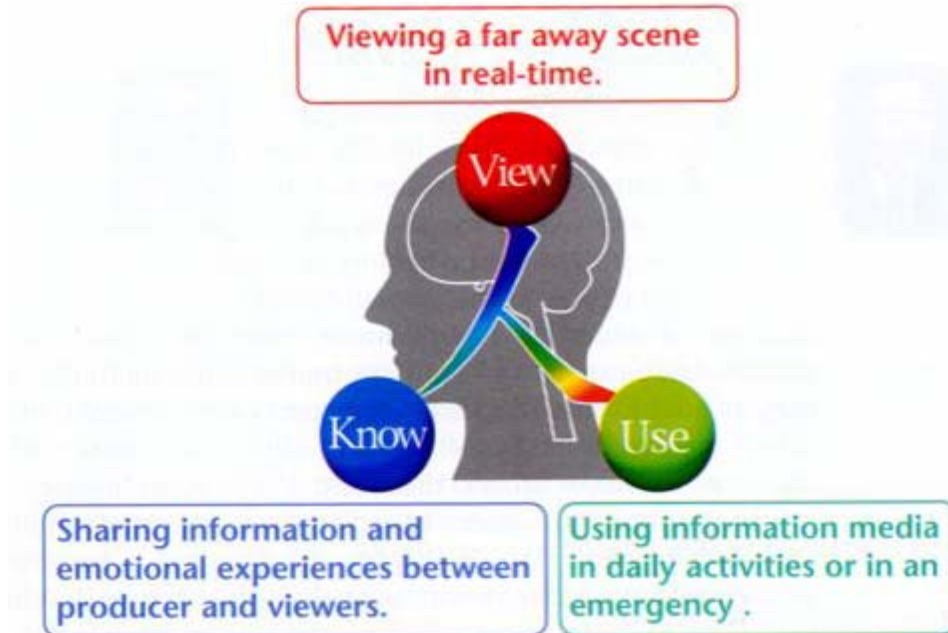 Viewing a far away scene
in real-time.
View
Know
Use
Sharing information and
emotional experiences between
producer and viewers.
Using information media
in daily activities or in an
emergency .